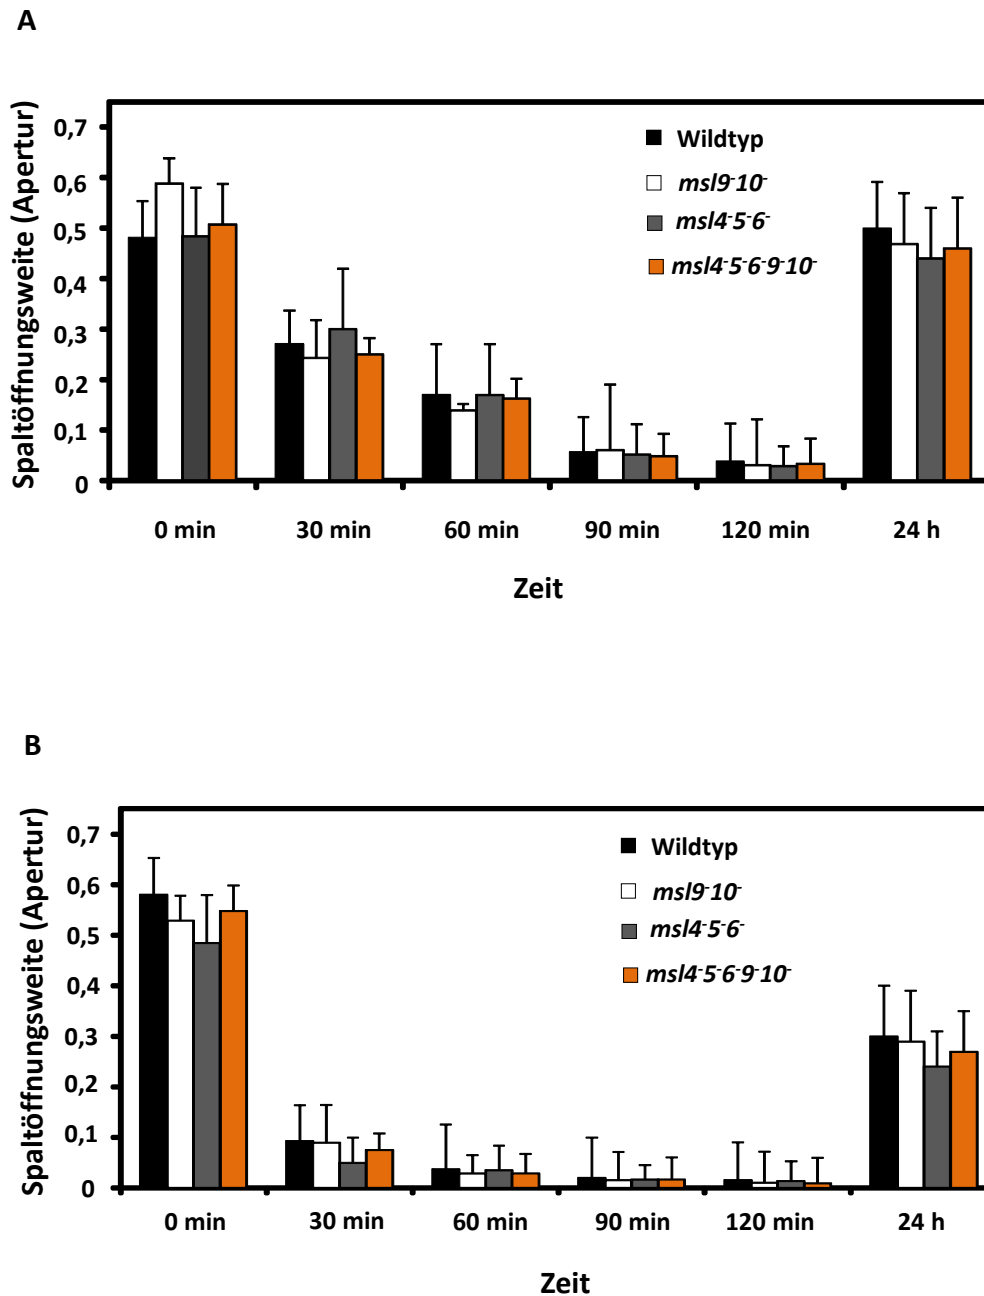 A
Spaltöffnungsweite (Apertur)
0,7
0,6
0,5
0,4
0,3
0,2
0,1
0
Wildtyp
msl9⁻10⁻
msl4⁻5⁻6⁻
msl4⁻5⁻6⁻9⁻10⁻
0 min 30 min 60 min 90 min 120 min 24 h
Zeit
B
Spaltöffnungsweite (Apertur)
0,7
0,6
0,5
0,4
0,3
0,2
0,1
0
Wildtyp
msl9⁻10⁻
msl4⁻5⁻6⁻
msl4⁻5⁻6⁻9⁻10⁻
0 min 30 min 60 min 90 min 120 min 24 h
Zeit